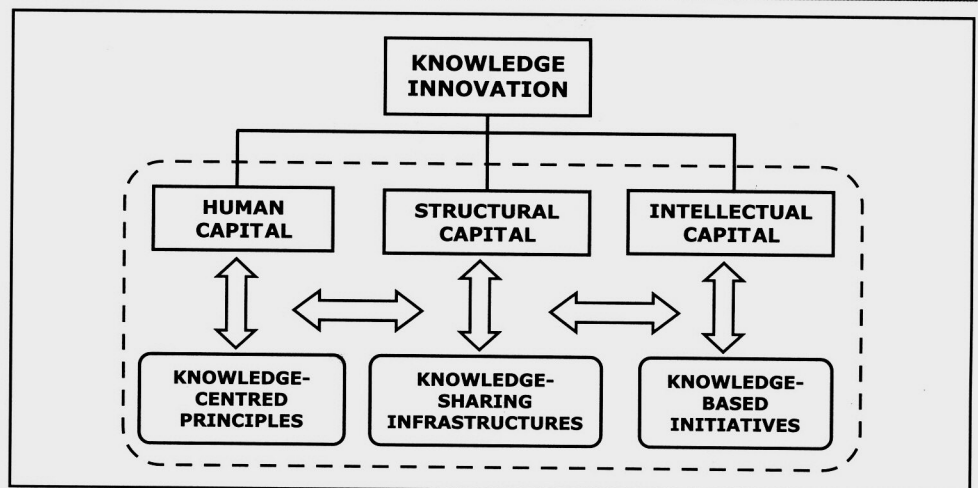 KNOWLEDGE
INNOVATION
HUMAN
CAPITAL
STRUCTURAL
CAPITAL
INTELLECTUAL
CAPITAL
KNOWLEDGE-
CENTRED
PRINCIPLES
KNOWLEDGE-
SHARING
INFRASTRUCTURES
KNOWLEDGE-
BASED
INITIATIVES